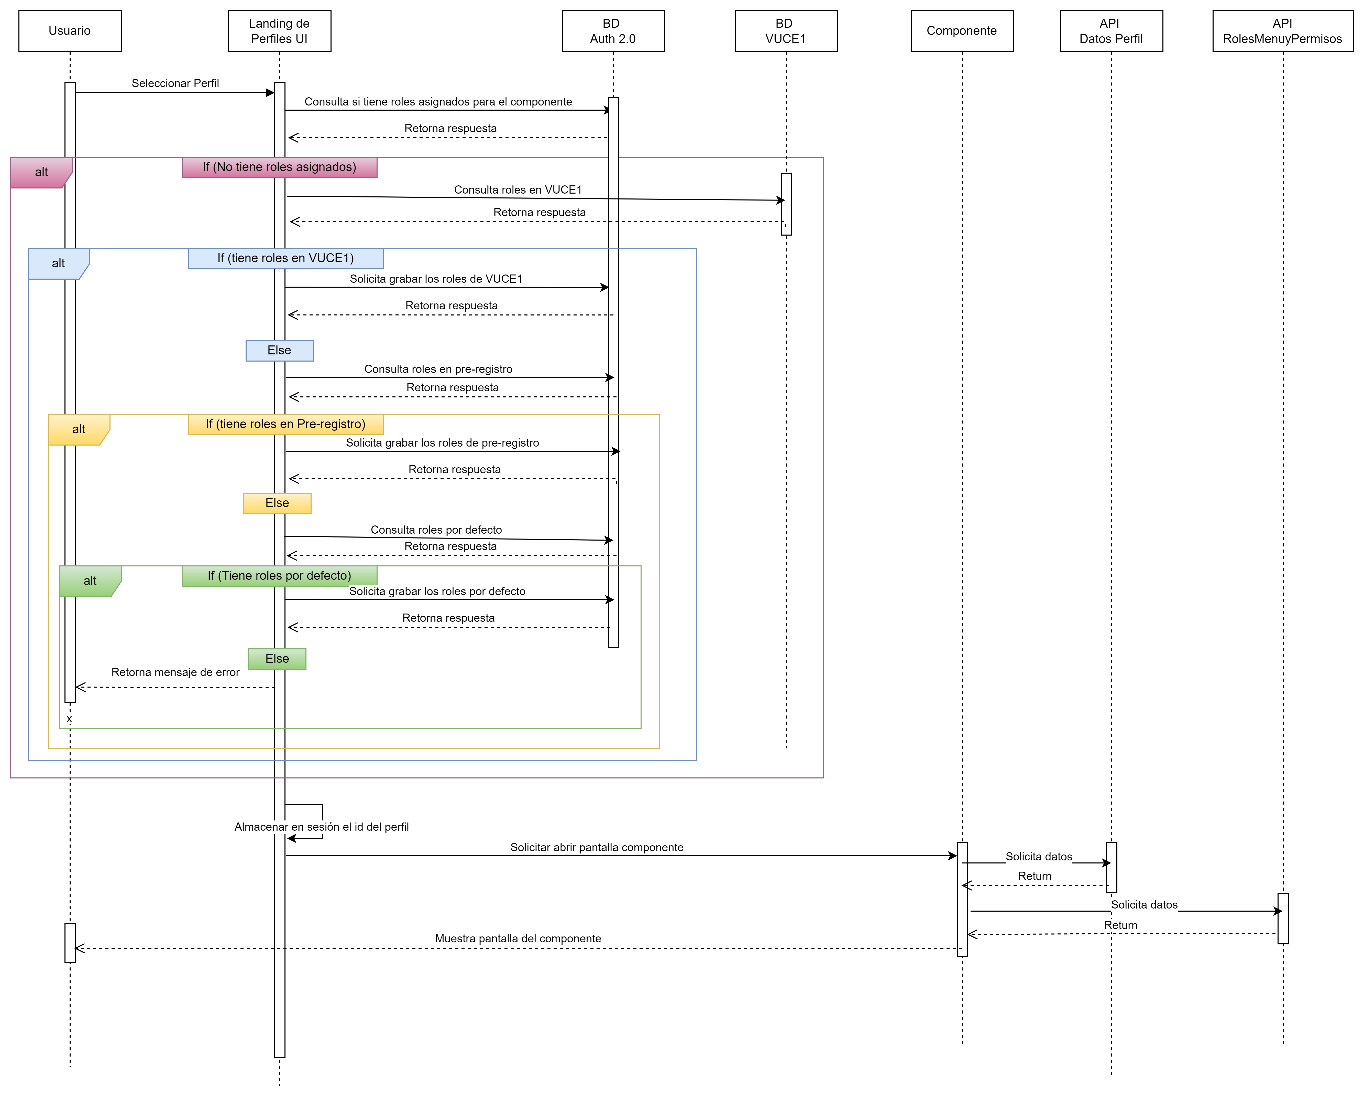 Usuario
Landing de
Perfiles UI
BD
Auth 2.0
BD
VUCE1
Componente
API
Datos Perfil
API
RolesMenuyPermisos
Seleccionar Perfil
Consulta si tiene roles asignados para el componente
Retorna respuesta
alt
If (No tiene roles asignados)
Consulta roles en VUCE1
Retorna respuesta
alt
If (tiene roles en VUCE1)
Solicita grabar los roles de VUCE1
Retorna respuesta
Else
Consulta roles en pre-registro
Retorna respuesta
alt
If (tiene roles en Pre-registro)
Solicita grabar los roles de pre-registro
Retorna respuesta
Else
Consulta roles por defecto
Retorna respuesta
alt
If (Tiene roles por defecto)
Solicita grabar los roles por defecto
Retorna respuesta
Else
Retorna mensaje de error
x
Almacenar en sesión el id del perfil
Solicitar abrir pantalla componente
Solicita datos
Return
Solicita datos
Return
Muestra pantalla del componente